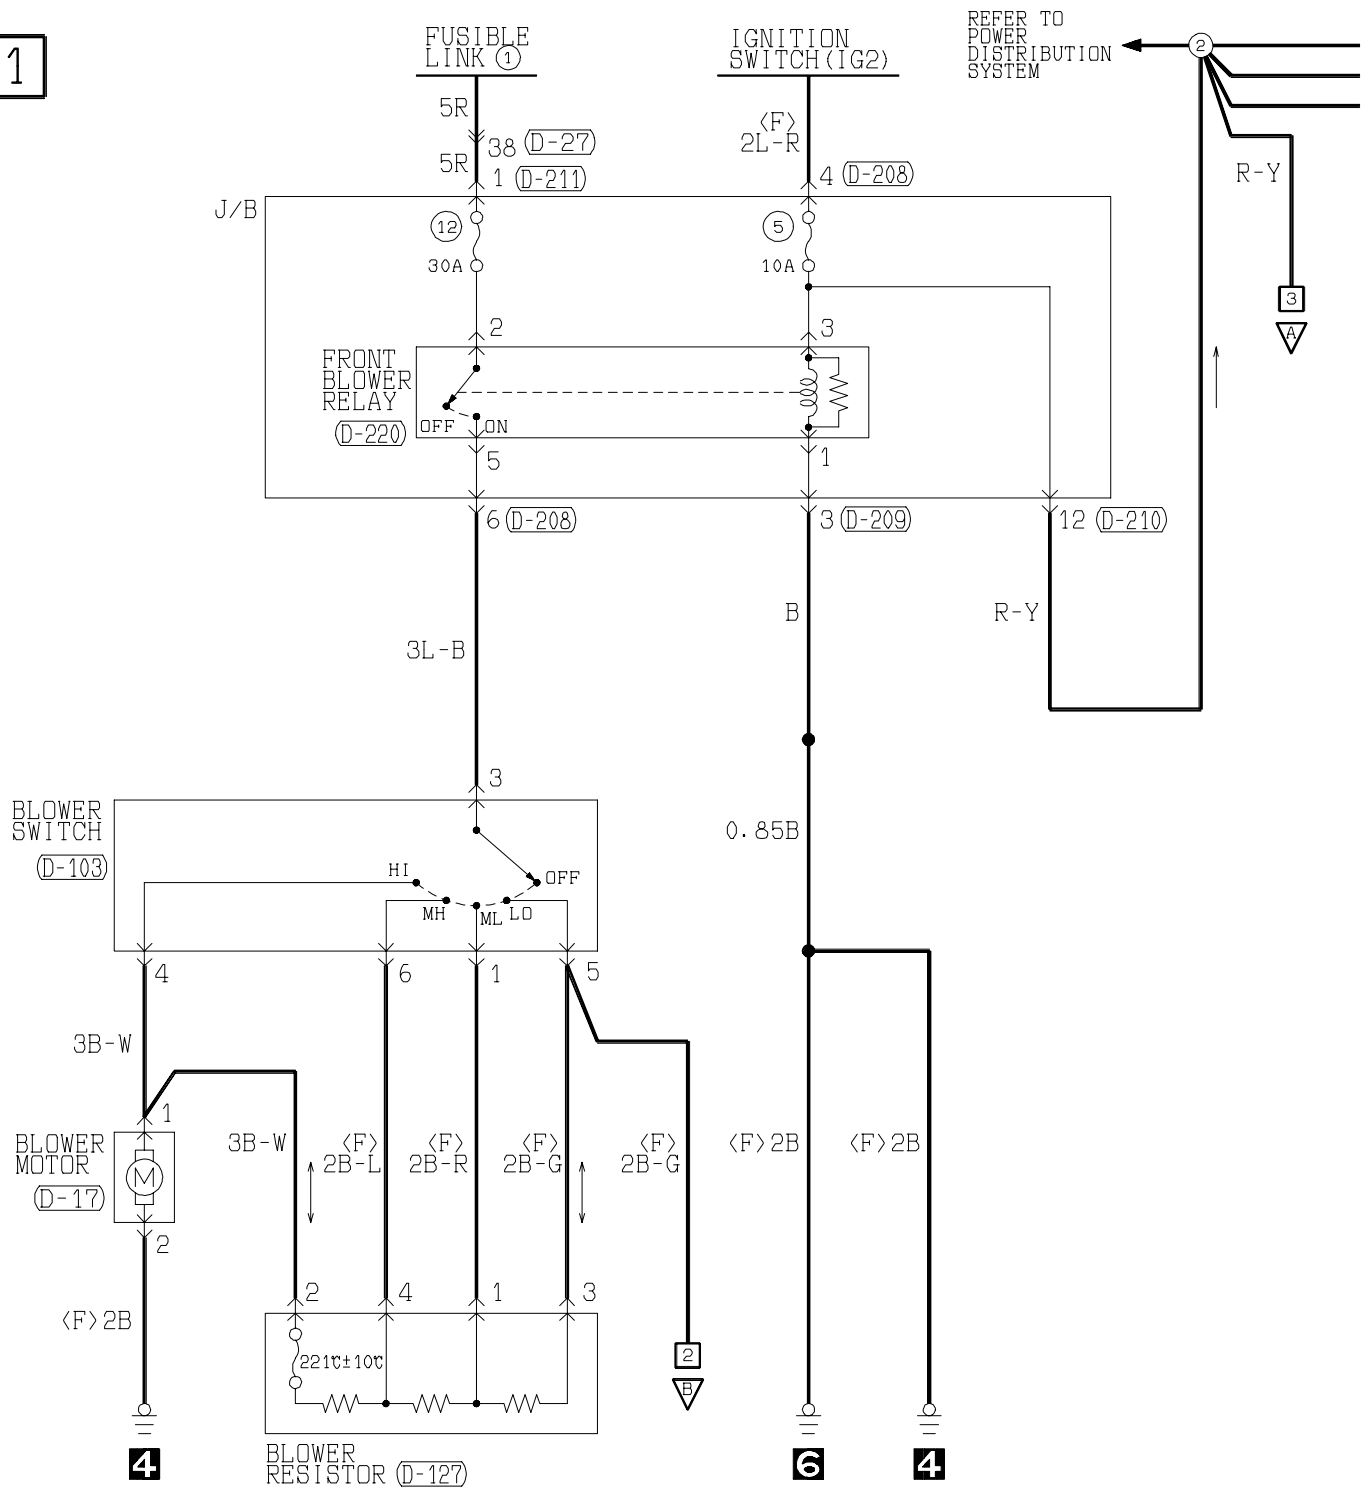 1
FUSIBLE
LINK ①
IGNITION
SWITCH(IG2)
REFER TO
POWER
DISTRIBUTION
SYSTEM
2
5R
38 (D-27)
5R
1 (D-211)
<F>
2L-R
4 (D-208)
R-Y
3
A
J/B
12
30A
5
10A
2
3
FRONT
BLOWER
RELAY
(D-220)
OFF
ON
5
1
6 (D-208)
3 (D-209)
12 (D-210)
3L-B
B
R-Y
3
BLOWER
SWITCH
(D-103)
0.85B
HI
OFF
MH
ML
LO
4
6
1
5
3B-W
1
BLOWER
MOTOR
(D-17)
M
2
3B-W
<F>
2B-L
<F>
2B-R
<F>
2B-G
<F>
2B-G
<F>2B
<F>2B
<F>2B
2
4
1
3
221℃±10℃
2
B
BLOWER
RESISTOR (D-127)
4
6
4